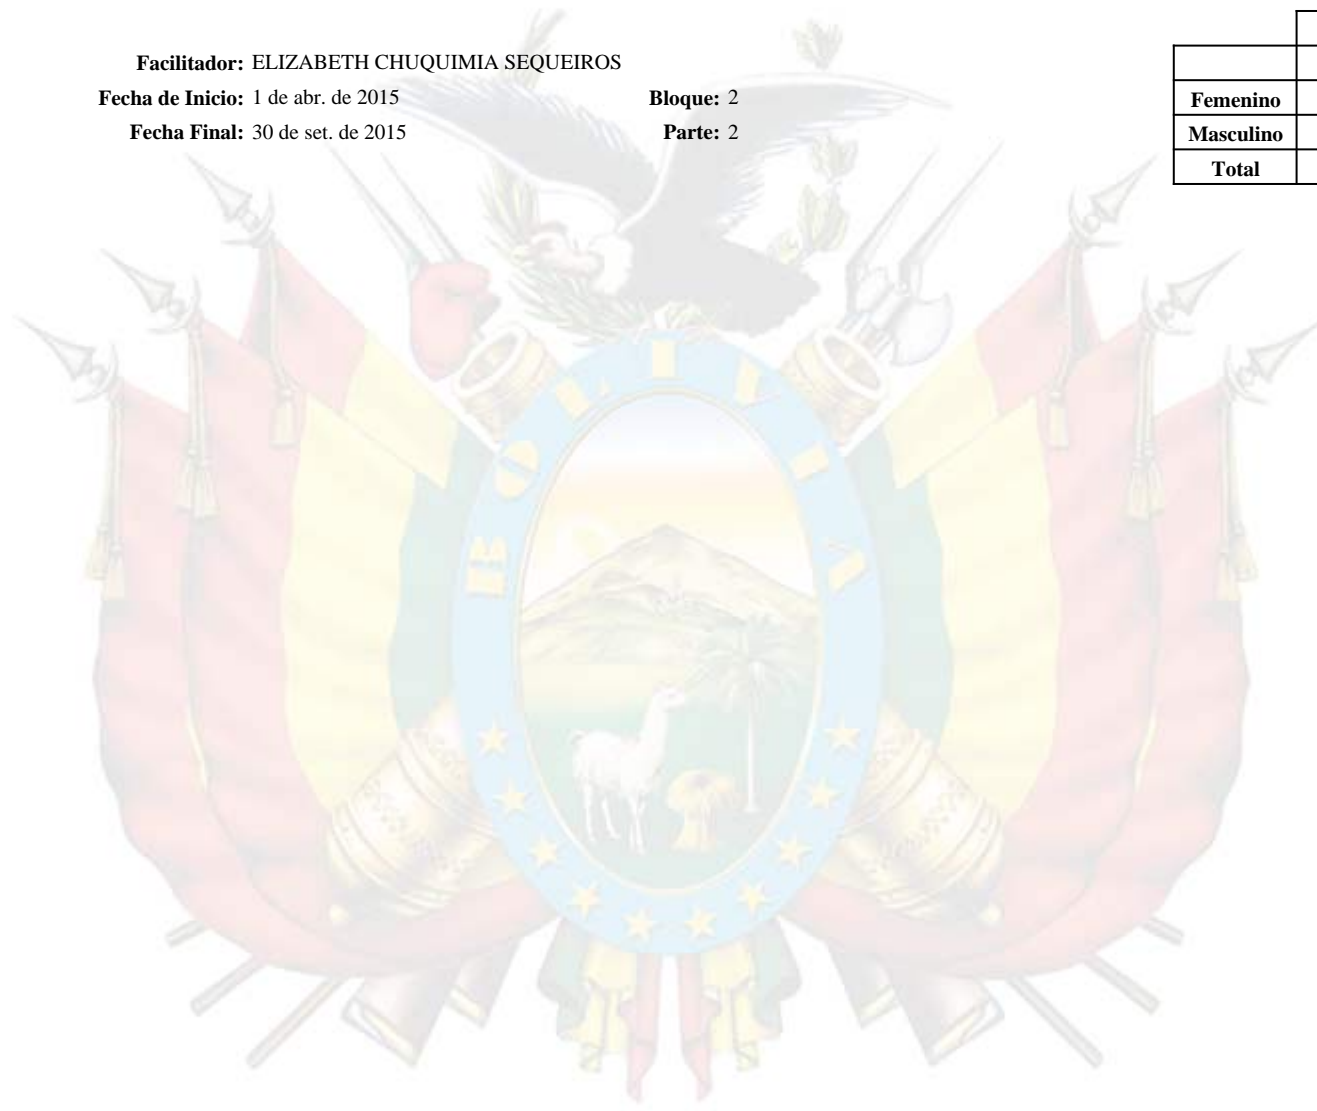 Facilitador: ELIZABETH CHUQUIMIA SEQUEIROS
Fecha de Inicio: 1 de abr. de 2015 Bloque: 2
Fecha Final: 30 de set. de 2015 Parte: 2
Femenino
Masculino
Total
BOLIVIA